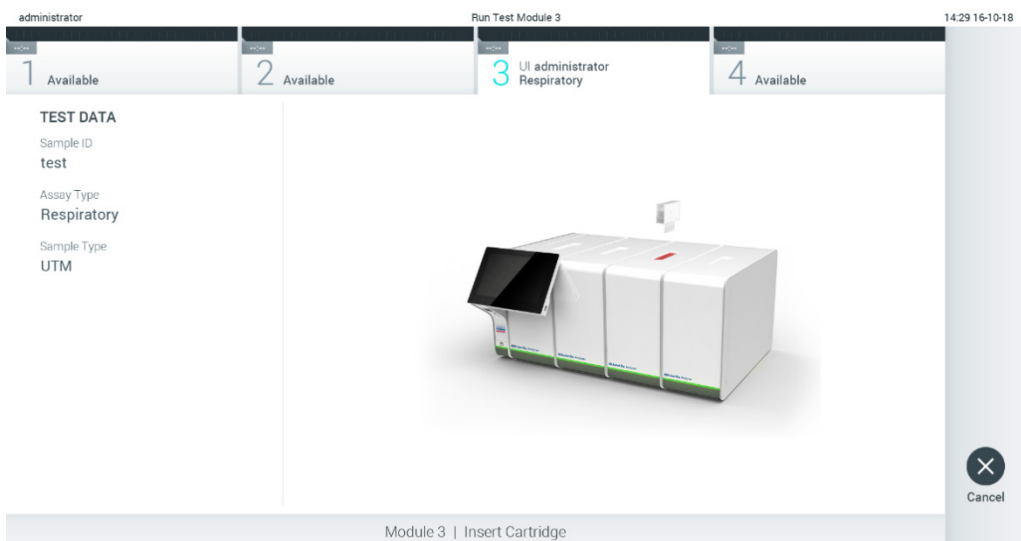 administrator
Run Test Module 3
14:29 16-10-18
1 Available
2 Available
3 UI administrator
Respiratory
4 Available
TEST DATA
Sample ID
test
Assay Type
Respiratory
Sample Type
UTM
Cancel
Module 3 | Insert Cartridge